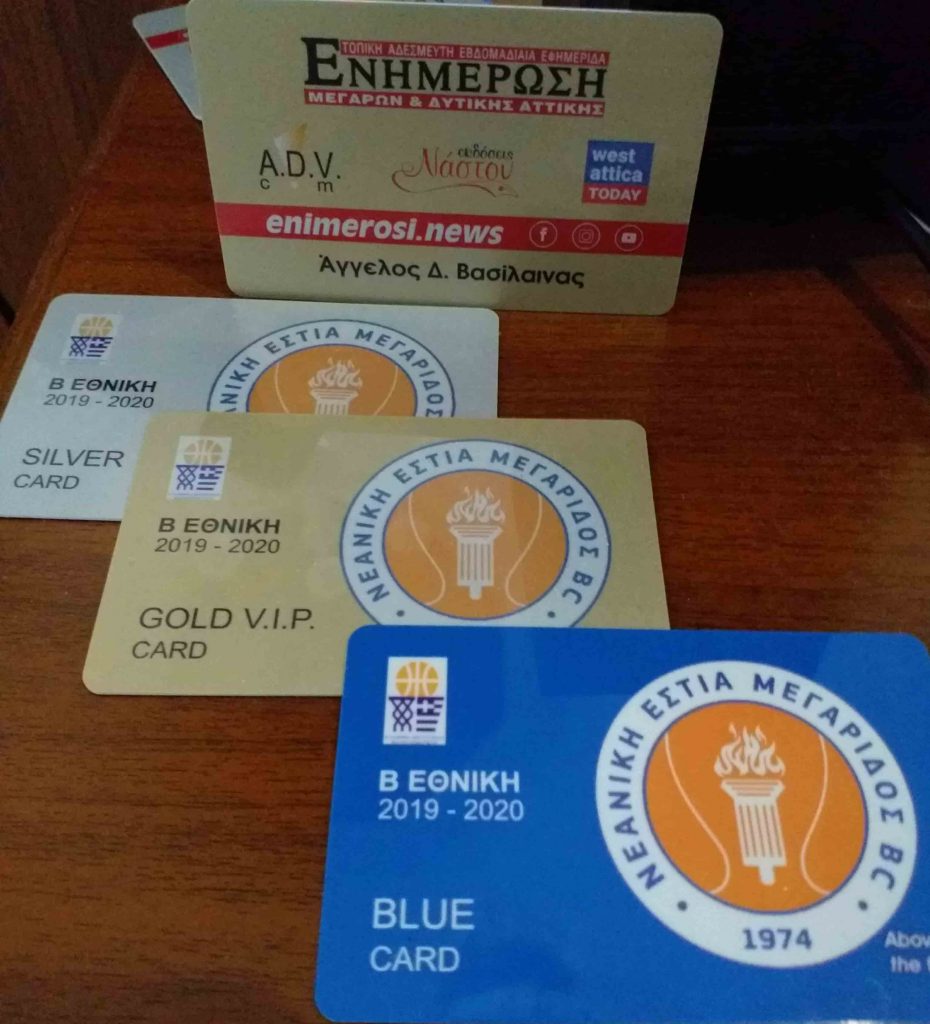 ΤΟΠΙΚΗ ΑΔΕΣΜΕΥΤΗ ΕΒΔΟΜΑΔΙΑΙΑ ΕΦΗΜΕΡΙΔΑ
ΕΝΗΜΕΡΩΣΗ
ΜΕΓΑΡΩΝ & ΔΥΤΙΚΗΣ ΑΤΤΙΚΗΣ
A.D.V.
c m
εκδόσεις
Νάστου
west
attica
TODAY
enimerosi.news
Άγγελος Δ. Βασίλαινας
Β ΕΘΝΙΚΗ
2019 - 2020
SILVER
CARD
ΝΕΑΝΙΚΗ ΕΣΤΙΑ ΜΕΓΑΡΙΔΟΣ
Β ΕΘΝΙΚΗ
2019 - 2020
GOLD V.I.P.
CARD
ΝΕΑΝΙΚΗ ΕΣΤΙΑ ΜΕΓΑΡΙΔΟΣ BC
Β ΕΘΝΙΚΗ
2019 - 2020
BLUE
CARD
ΝΕΑΝΙΚΗ ΕΣΤΙΑ ΜΕΓΑΡΙΔΟΣ BC
1974
Abov
the